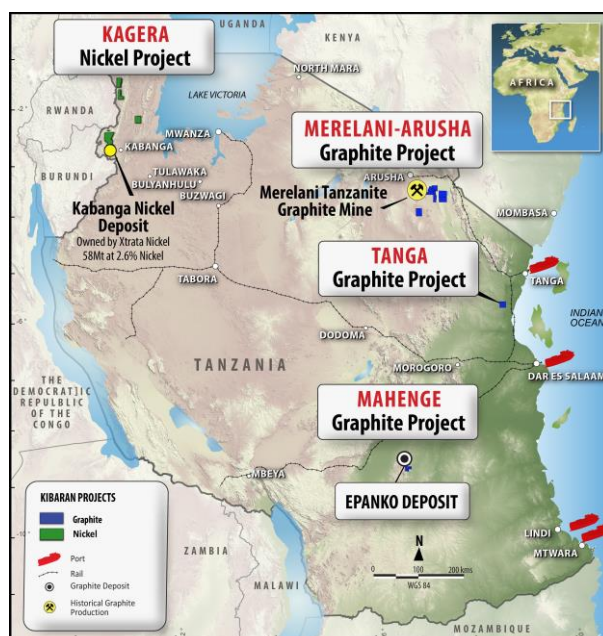 UGANDA
KENYA
KAGERA
Nickel Project
NORTH MARA
LAKE VICTORIA
AFRICA
RWANDA
MWANZA
KABANGA
MERELANI-ARUSHA
Graphite Project
BURUNDI
TULAWAKA
BULYANHULU
BUZWAGI
ARUSHA
Merelani Tanzanite
Graphite Mine
MOMBASA
Kabanga Nickel
Deposit
Owned by Xtrata Nickel
58Mt at 2.6% Nickel
TANGA
Graphite Project
TABORA
TANGA
INDIAN
OCEAN
DODOMA
TANZANIA
MOROGORO
DAR ES SALAAM
THE
DEMOCRAT]IC
REPULBLIC OF
THE CONGO
MAHENGE
Graphite Project
MBEYA
EPANKO DEPOSIT
KIBARAN PROJECTS
Graphite
Nickel
Port
Rail
Graphite Deposit
Historical Graphite
Production
LINDI
MTWARA
N
0 100 200 kms
WGS 84
ZAMBIA
MALAWI
MOZAMBIQUE